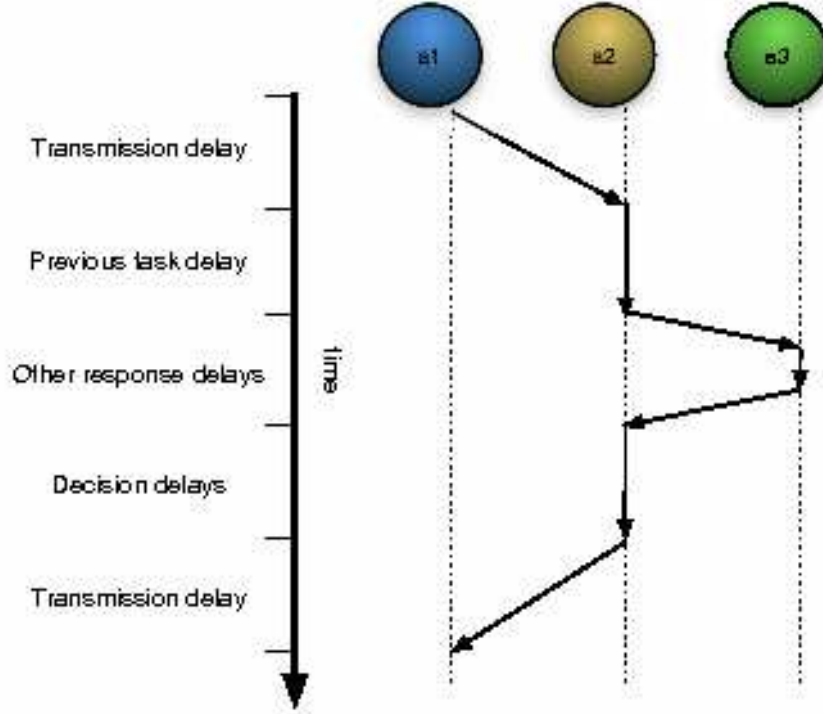 a1
a2
a3
Transmission delay
Previous task delay
Other response delays
time
Decision delays
Transmission delay